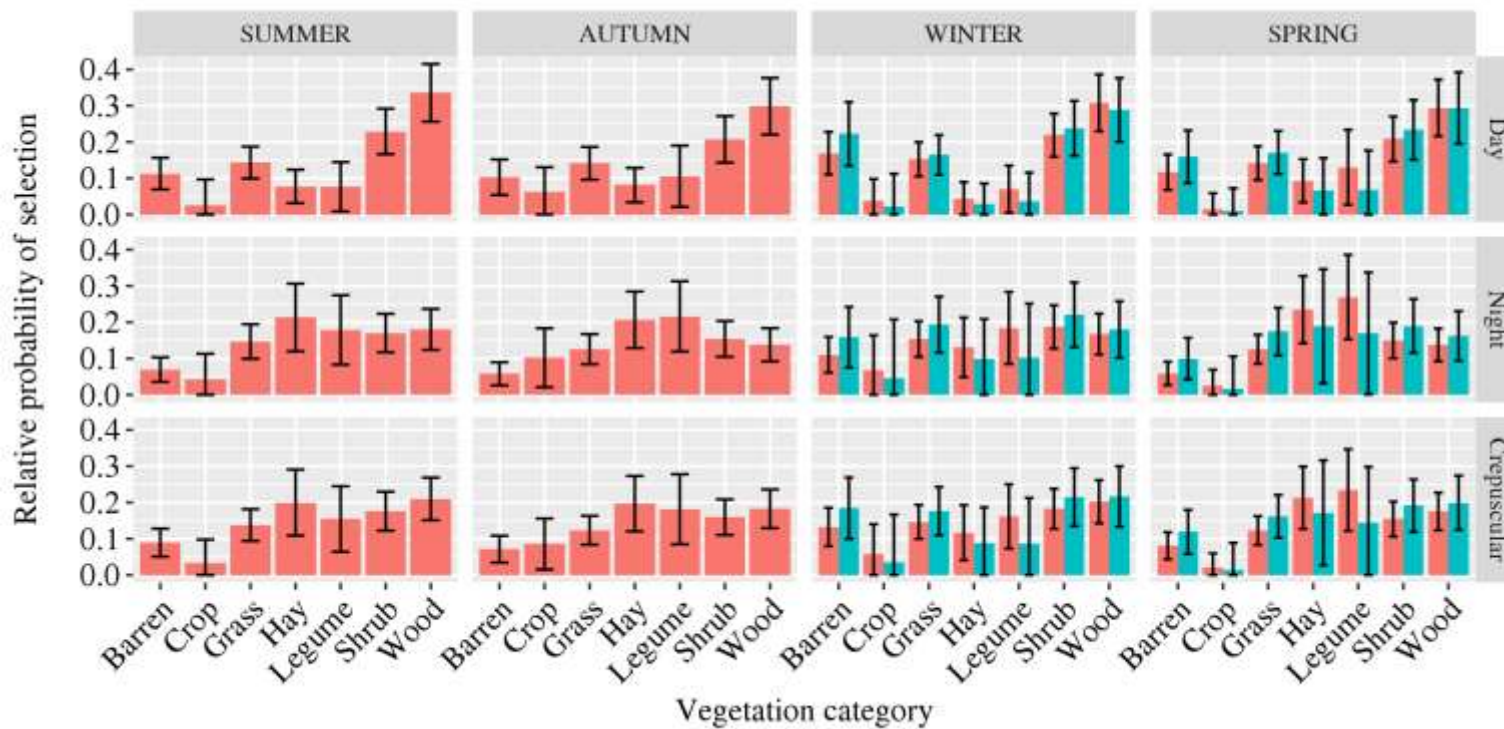 SUMMER AUTUMN WINTER SPRING
Relative probability of selection
0.4
0.3
0.2
0.1
0.0
Day
0.4
0.3
0.2
0.1
0.0
Night
0.4
0.3
0.2
0.1
0.0
Crepuscular
Barren Crop Grass Hay Legume Shrub Wood Barren Crop Grass Hay Legume Shrub Wood Barren Crop Grass Hay Legume Shrub Wood Barren Crop Grass Hay Legume Shrub Wood
Vegetation category